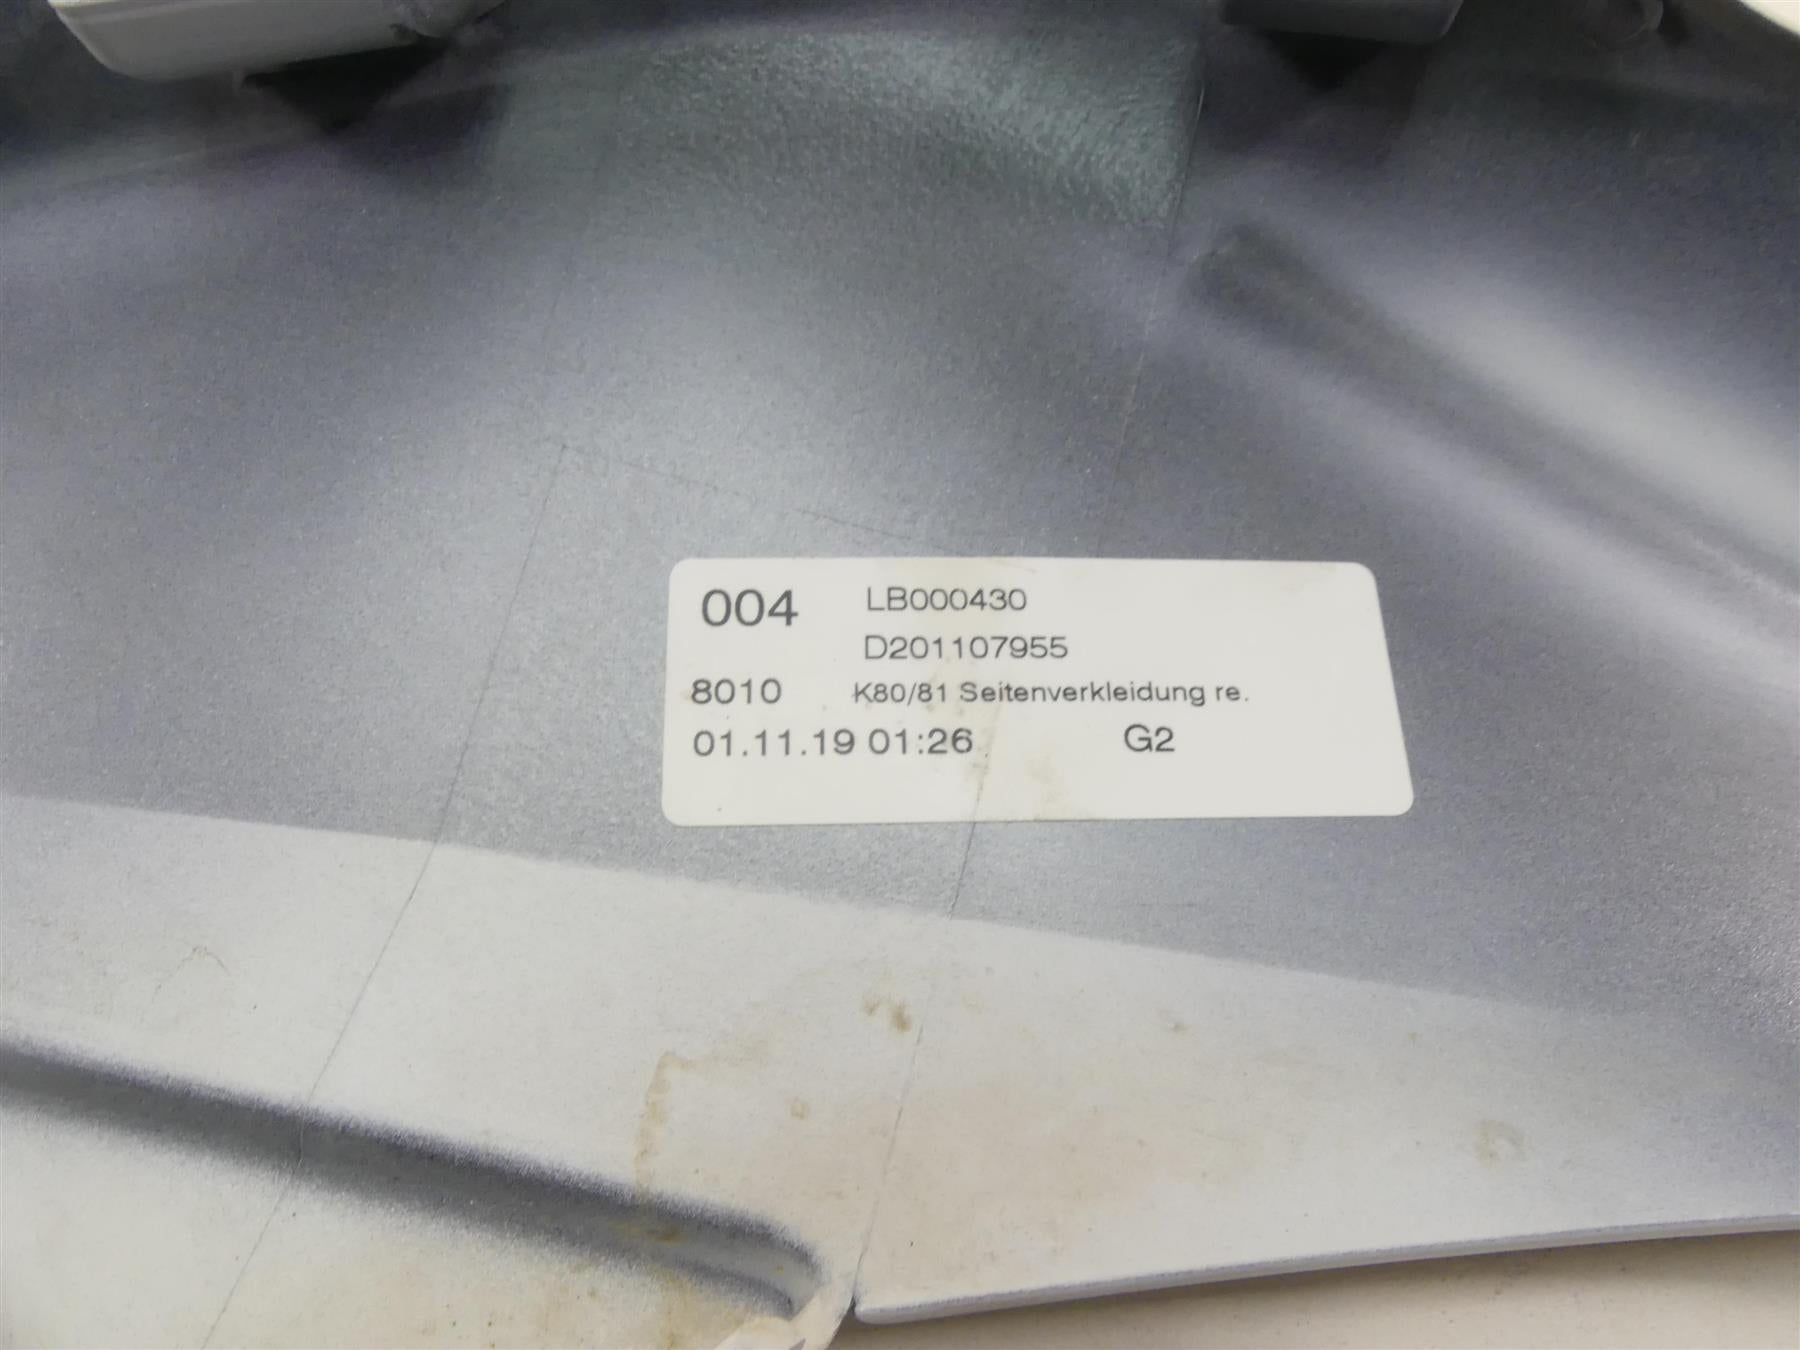 004 LB000430
D201107955
8010 K80/81 Seitenverkleidung re.
01.11.19 01:26 G2